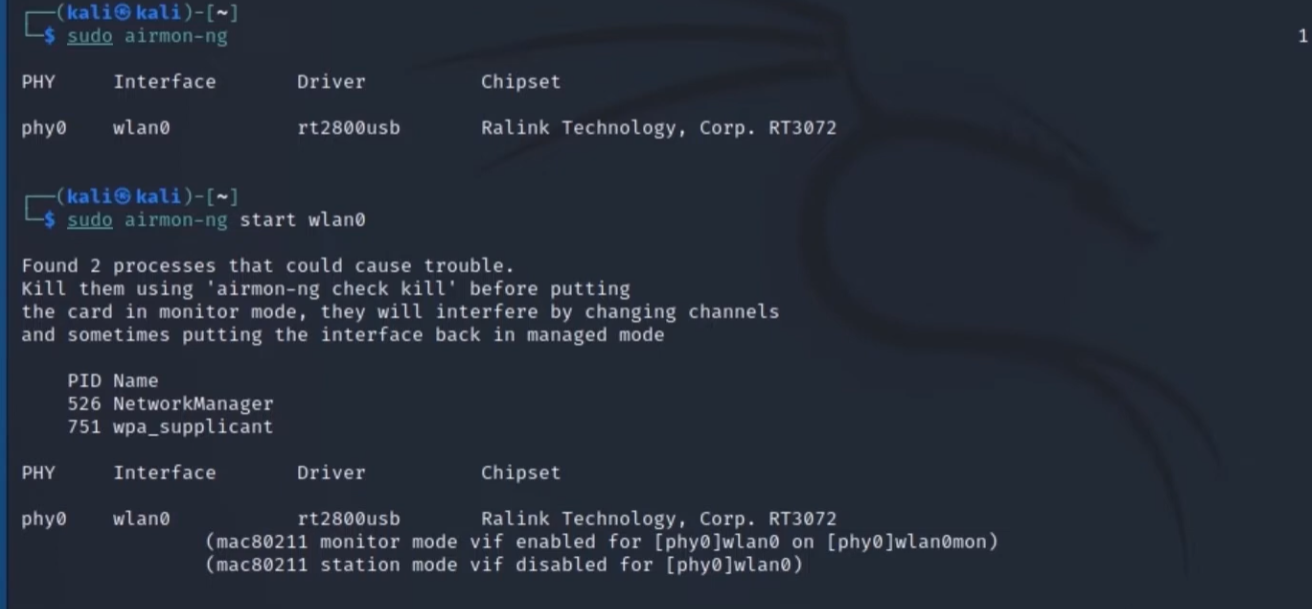 ┌──(kali㉿kali)-[~]
└─$ sudo airmon-ng
1
PHY     Interface       Driver          Chipset
phy0    wlan0           rt2800usb       Ralink Technology, Corp. RT3072
┌──(kali㉿kali)-[~]
└─$ sudo airmon-ng start wlan0
Found 2 processes that could cause trouble.
Kill them using 'airmon-ng check kill' before putting
the card in monitor mode, they will interfere by changing channels
and sometimes putting the interface back in managed mode
    PID Name
    526 NetworkManager
    751 wpa_supplicant
PHY     Interface       Driver          Chipset
phy0    wlan0           rt2800usb       Ralink Technology, Corp. RT3072
                (mac80211 monitor mode vif enabled for [phy0]wlan0 on [phy0]wlan0mon)
                (mac80211 station mode vif disabled for [phy0]wlan0)